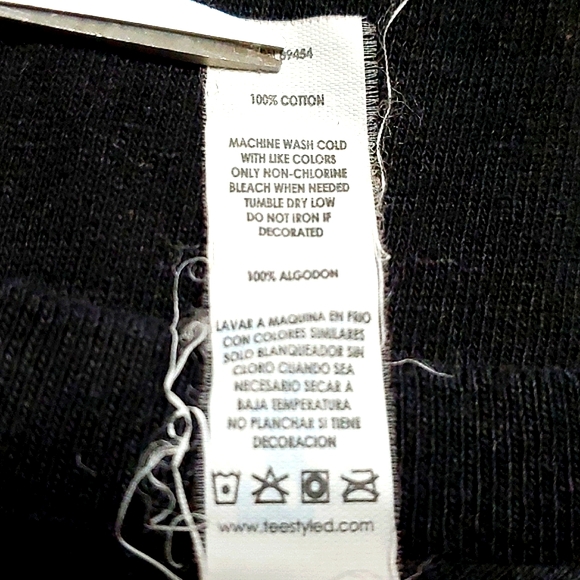 59454
100% COTTON
MACHINE WASH COLD
WITH LIKE COLORS
ONLY NON-CHLORINE
BLEACH WHEN NEEDED
TUMBLE DRY LOW
DO NOT IRON IF
DECORATED
100% ALGODON
LAVAR A MAQUINA EN FRIO
CON COLORES SIMILARES
SOLO BLANQUEADOR SIN
CLORO CUANDO SEA
NECESARIO SECAR A
BAJA TEMPERATURA
NO PLANCHAR SI TIENE
DECORACION
www.teestyled.com